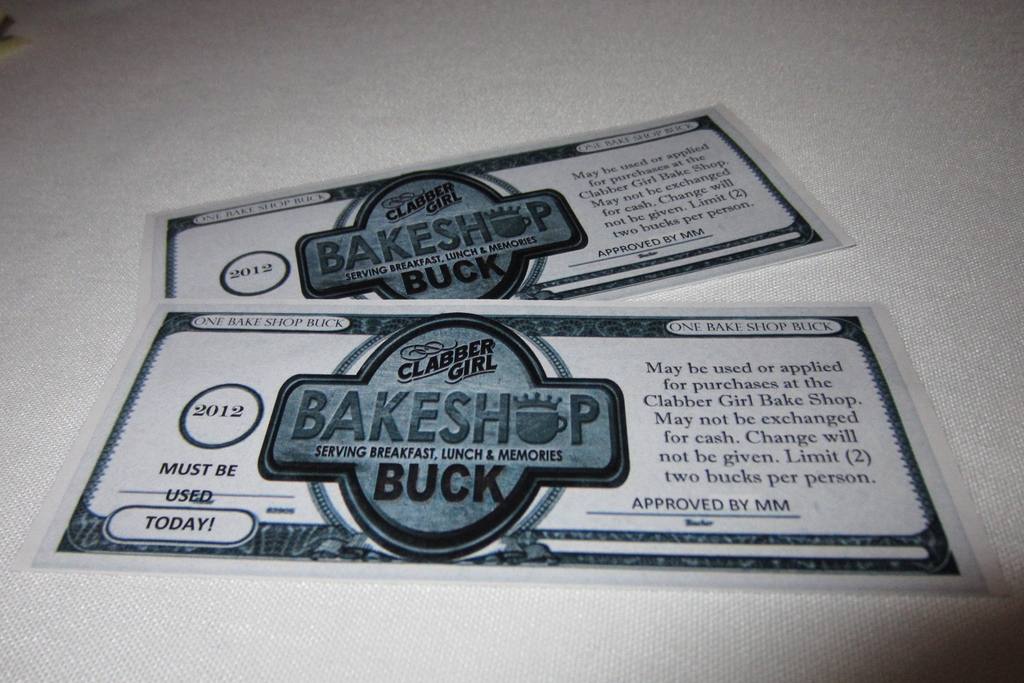 ONE BAKE SHOP BUCK
ONE BAKE SHOP BUCK
2012
CLABBER
GIRL
BAKESHOP
SERVING BREAKFAST, LUNCH & MEMORIES
BUCK
May be used or applied
for purchases at the
Clabber Girl Bake Shop.
May not be exchanged
for cash. Change will
not be given. Limit (2)
two bucks per person.
APPROVED BY MM
ONE BAKE SHOP BUCK
ONE BAKE SHOP BUCK
2012
MUST BE
USED
TODAY!
CLABBER
GIRL
BAKESHOP
SERVING BREAKFAST, LUNCH & MEMORIES
BUCK
May be used or applied
for purchases at the
Clabber Girl Bake Shop.
May not be exchanged
for cash. Change will
not be given. Limit (2)
two bucks per person.
APPROVED BY MM